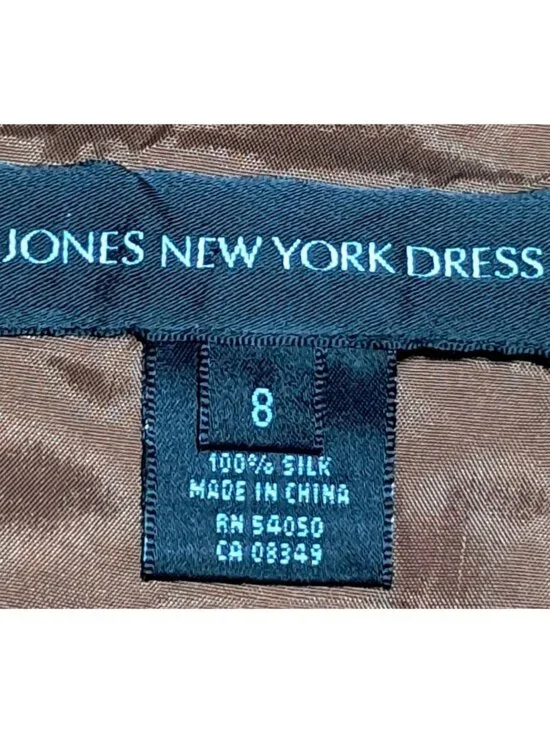 JONES NEW YORK DRESS
8
100% SILK
MADE IN CHINA
RN 54050
CA 08349